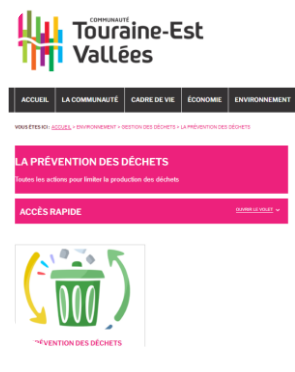 COMMUNAUTÉ
Touraine-Est
Vallées
ACCUEIL LA COMMUNAUTÉ CADRE DE VIE ÉCONOMIE ENVIRONNEMENT
VOUS ÊTES ICI : ACCUEIL > ENVIRONNEMENT > GESTION DES DÉCHETS > LA PRÉVENTION DES DÉCHETS
LA PRÉVENTION DES DÉCHETS
Toutes les actions pour limiter la production des déchets
ACCÈS RAPIDE OUVRIR LE VOLET
PRÉVENTION DES DÉCHETS